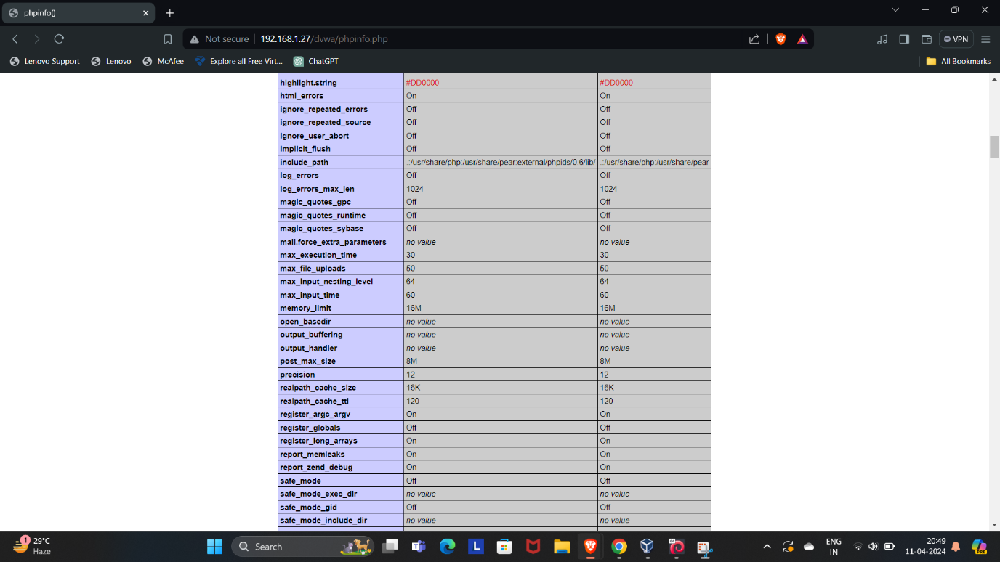 phpinfo()
Not secure 192.168.1.27/dvwa/phpinfo.php
VPN
Lenovo Support Lenovo McAfee Explore all Free Virt... ChatGPT All Bookmarks
highlight.string #DD0000 #DD0000
html_errors On On
ignore_repeated_errors Off Off
ignore_repeated_source Off Off
ignore_user_abort Off Off
implicit_flush Off Off
include_path .:/usr/share/php:/usr/share/pear:external/phpids/0.6/lib/ .:/usr/share/php:/usr/share/pear
log_errors Off Off
log_errors_max_len 1024 1024
magic_quotes_gpc Off Off
magic_quotes_runtime Off Off
magic_quotes_sybase Off Off
mail.force_extra_parameters no value no value
max_execution_time 30 30
max_file_uploads 50 50
max_input_nesting_level 64 64
max_input_time 60 60
memory_limit 16M 16M
open_basedir no value no value
output_buffering no value no value
output_handler no value no value
post_max_size 8M 8M
precision 12 12
realpath_cache_size 16K 16K
realpath_cache_ttl 120 120
register_argc_argv On On
register_globals Off Off
register_long_arrays On On
report_memleaks On On
report_zend_debug On On
safe_mode Off Off
safe_mode_exec_dir no value no value
safe_mode_gid Off Off
safe_mode_include_dir no value no value
1
29°C
Haze
Search
L
ENG
IN
20:49
11-04-2024
PRE